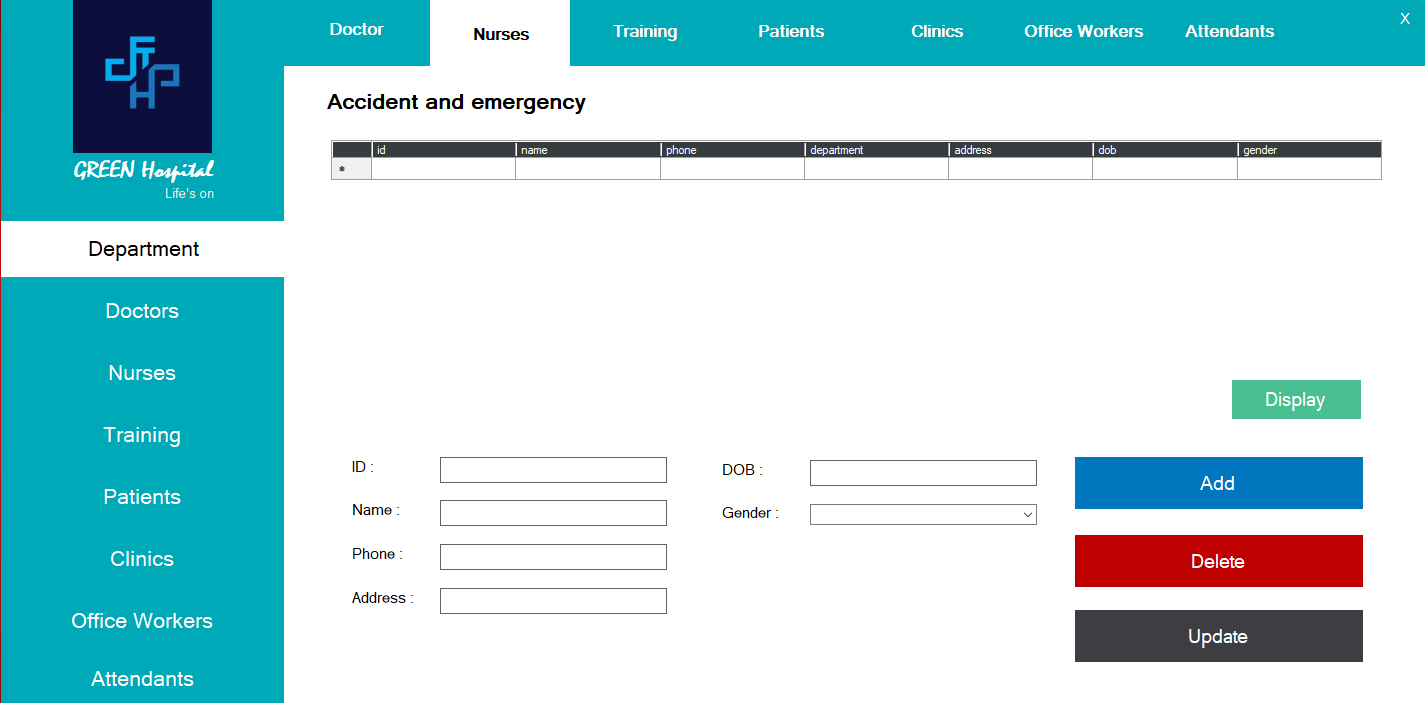 Doctor Nurses Training Patients Clinics Office Workers Attendants X
FTPH
GREEN Hospital
Life's on
Department
Doctors
Nurses
Training
Patients
Clinics
Office Workers
Attendants
Accident and emergency
id name phone department address dob gender
*
Display
ID :
Name :
Phone :
Address :
DOB :
Gender :
Add
Delete
Update